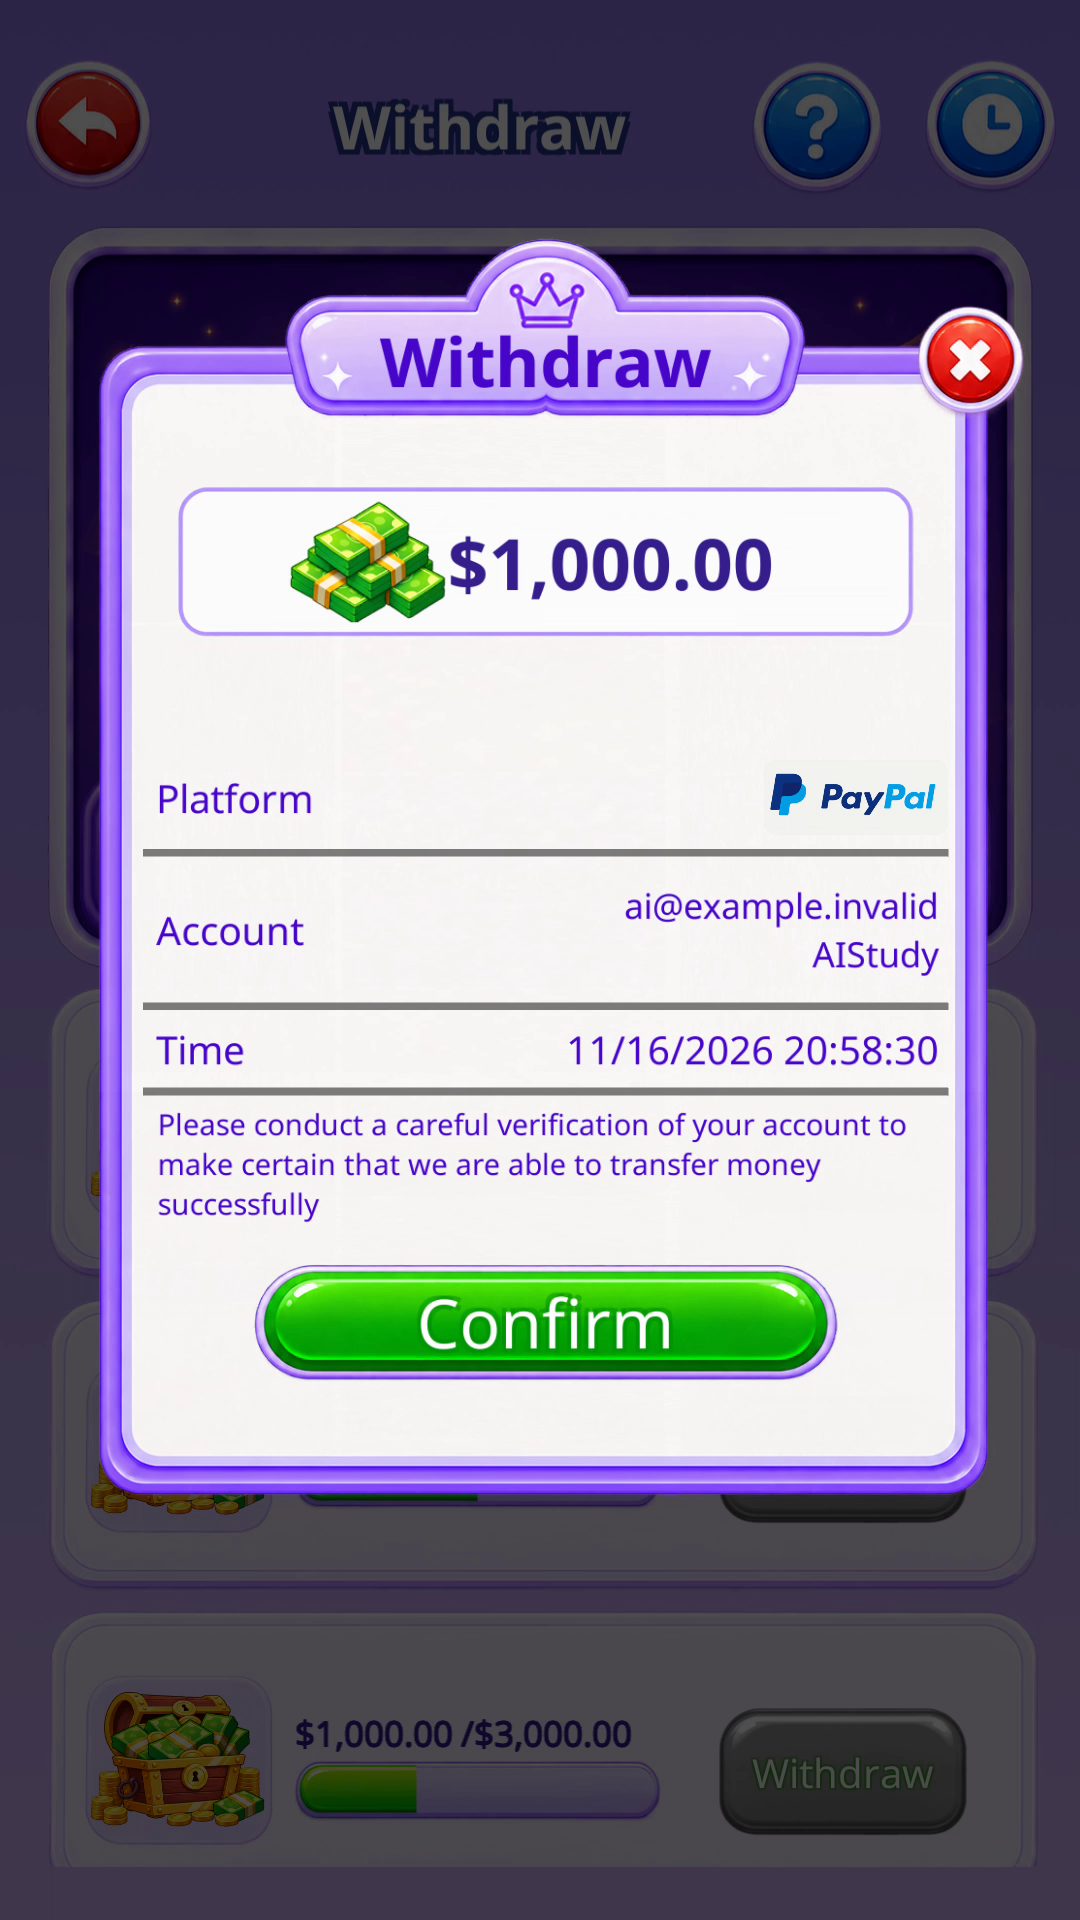 Withdraw
Withdraw
$1,000.00
Platform
PayPal
Account
ai@example.invalid
AIStudy
Time
11/16/2026 20:58:30
Please conduct a careful verification of your account to
make certain that we are able to transfer money
successfully
Confirm
$1,000.00 /$3,000.00
Withdraw